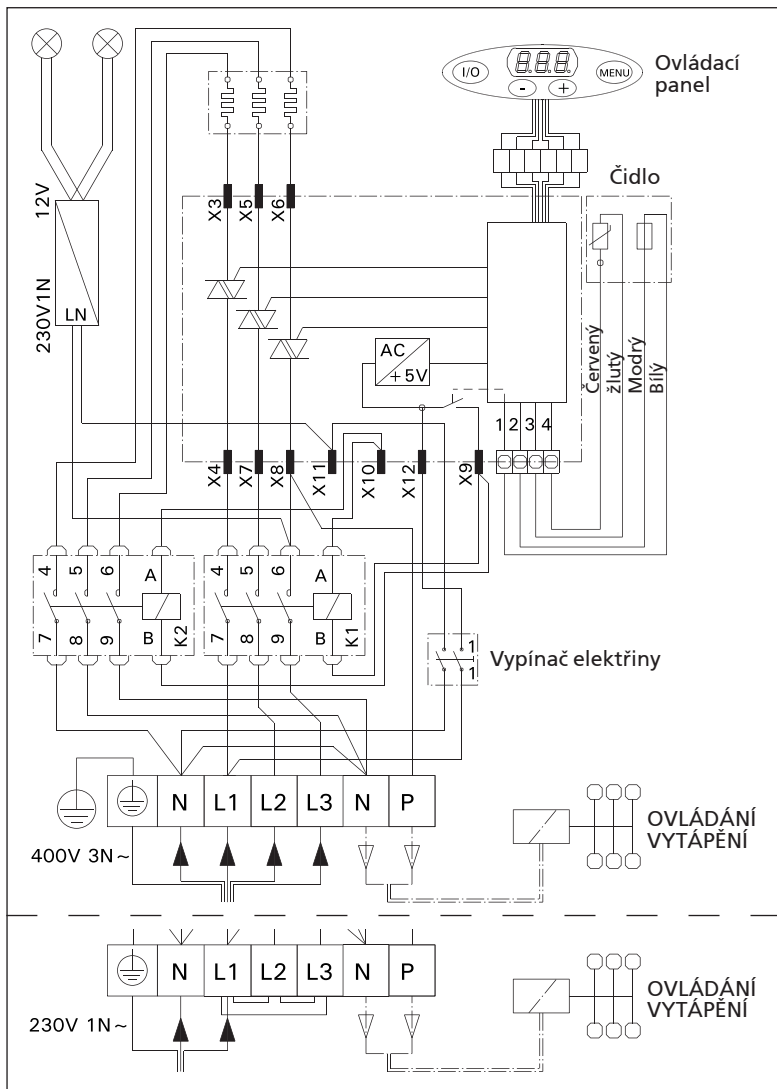 I/O
888
MENU
- +
Ovládací
panel
12V
230V1N
LN
X3
X5
X6
Čidlo
AC
+5V
Červený
žlutý
Modrý
Bílý
1 2 3 4
X4
X7
X8
X11
X10
X12
X9
4 5 6 A
7 8 9 B K2
4 5 6 A
7 8 9 B K1
1
1
Vypínač elektřiny
N L1 L2 L3 N P
400V 3N~
OVLÁDÁNÍ
VYTÁPĚNÍ
N L1 L2 L3 N P
230V 1N~
OVLÁDÁNÍ
VYTÁPĚNÍ